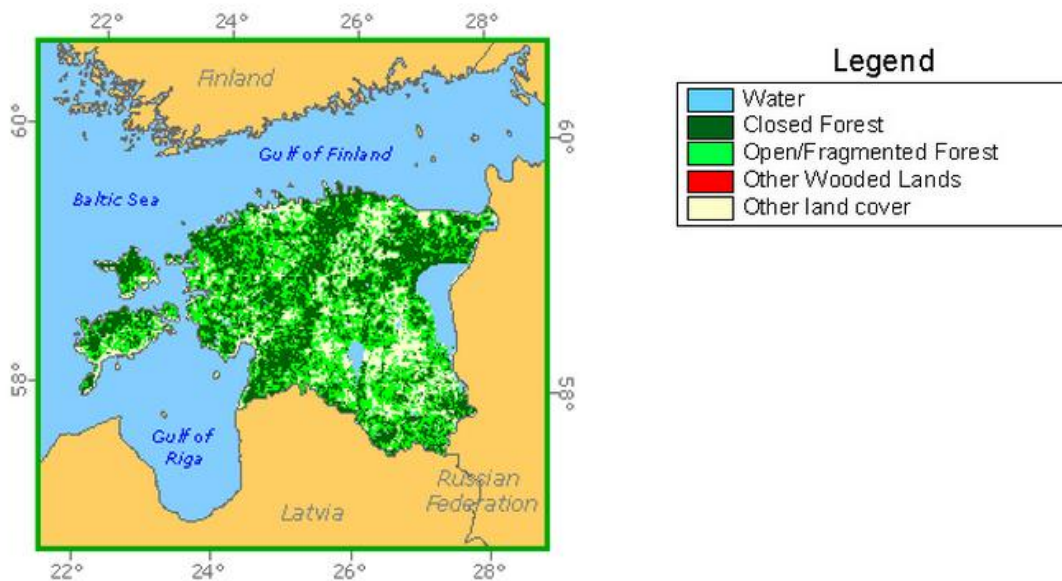 22° 24° 26° 28°
Finland
60°
60°
Gulf of Finland
Baltic Sea
58°
58°
Gulf of
Riga
Russian
Federation
Latvia
22° 24° 26° 28°
Legend
Water
Closed Forest
Open/Fragmented Forest
Other Wooded Lands
Other land cover